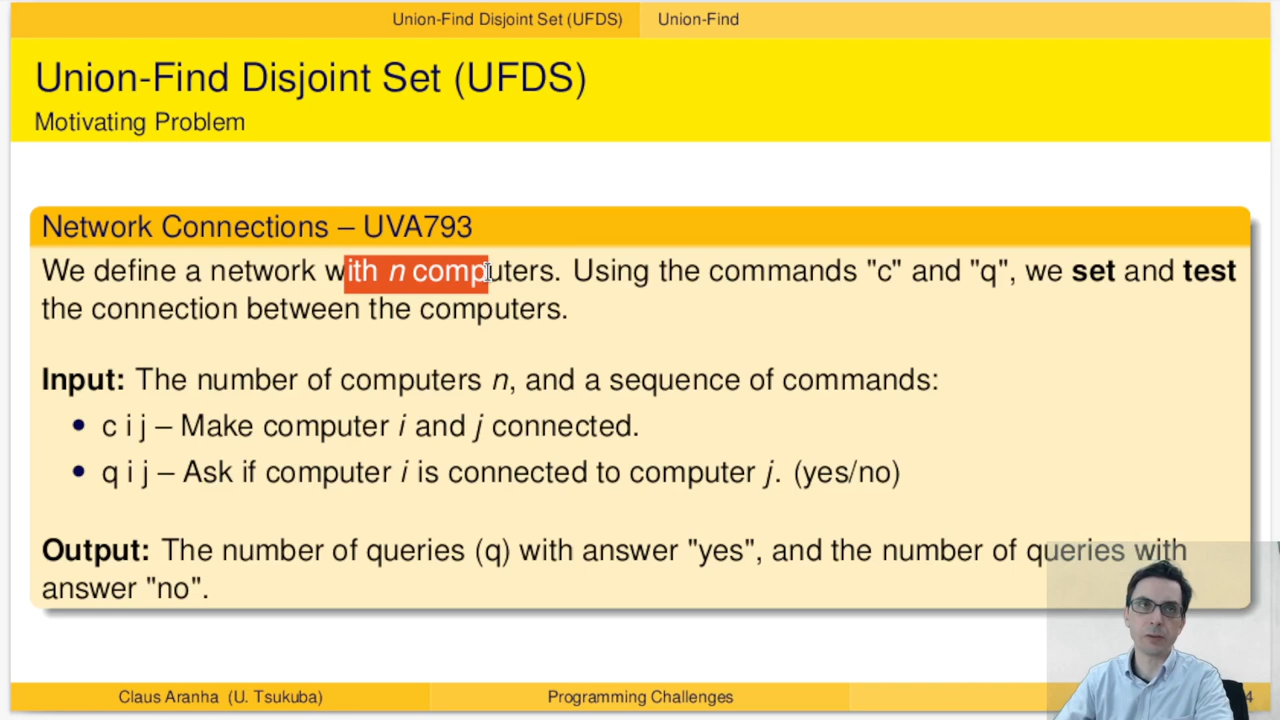 Union-Find Disjoint Set (UFDS) Union-Find
Union-Find Disjoint Set (UFDS)
Motivating Problem
Network Connections – UVA793
We define a network with n computers. Using the commands "c" and "q", we set and test
the connection between the computers.
Input: The number of computers n, and a sequence of commands:
• c i j – Make computer i and j connected.
• q i j – Ask if computer i is connected to computer j. (yes/no)
Output: The number of queries (q) with answer "yes", and the number of queries with
answer "no".
Claus Aranha (U. Tsukuba) Programming Challenges 4